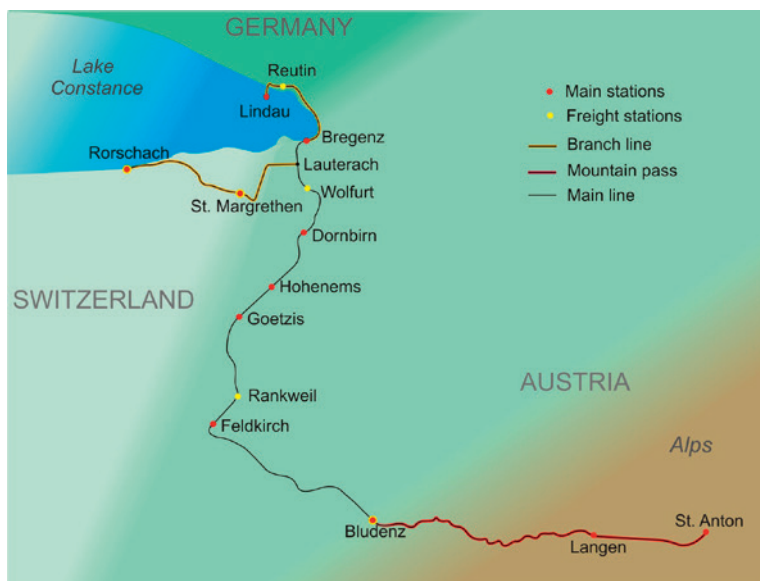 GERMANY
Lake
Constance
Reutin
Lindau
Main stations
Freight stations
Branch line
Mountain pass
Main line
Bregenz
Rorschach
Lauterach
St. Margrethen
Wolfurt
Dornbirn
Hohenems
SWITZERLAND
Goetzis
AUSTRIA
Rankweil
Feldkirch
Alps
Bludenz
St. Anton
Langen